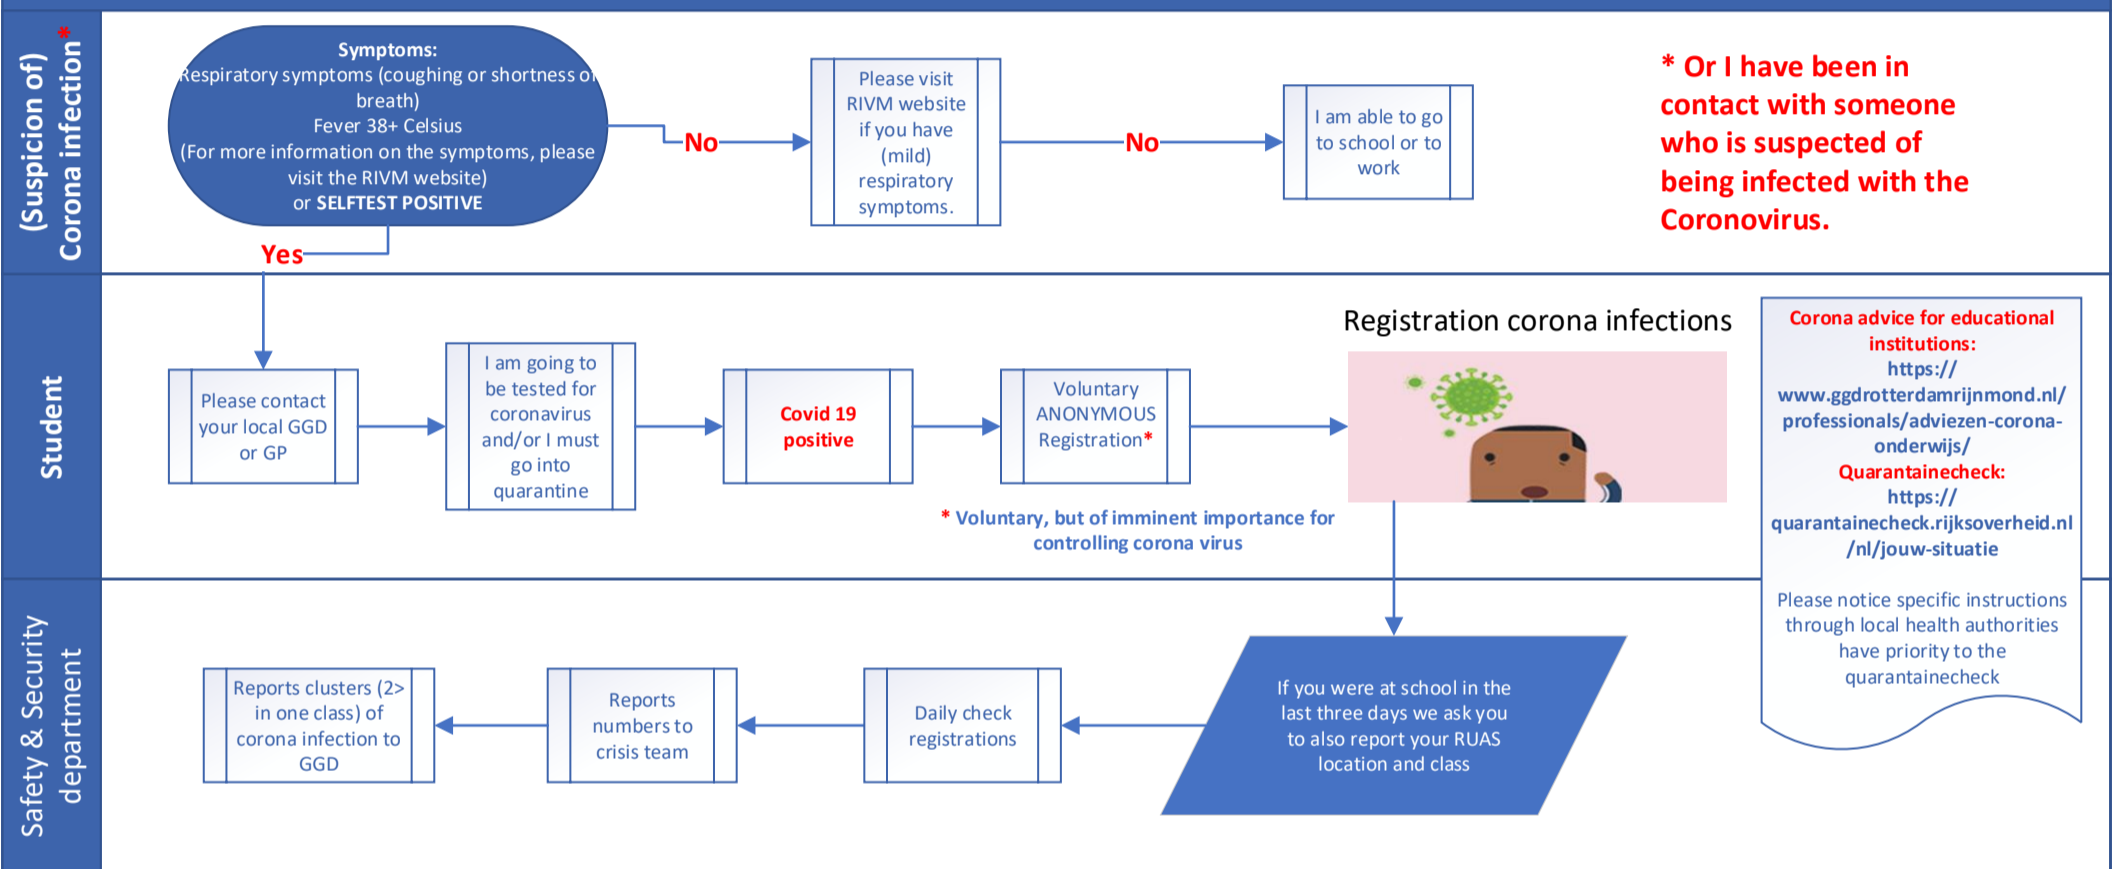 (Suspicion of)
Corona infection*
Symptoms:
Respiratory symptoms (coughing or shortness of
breath)
Fever 38+ Celsius
(For more information on the symptoms, please
visit the RIVM website)
or SELFTEST POSITIVE
No
Please visit
RIVM website
if you have
(mild)
respiratory
symptoms.
No
I am able to go
to school or to
work
* Or I have been in
contact with someone
who is suspected of
being infected with the
Coronovirus.
Yes
Student
Please contact
your local GGD
or GP
I am going to
be tested for
coronavirus
and/or I must
go into
quarantine
Covid 19
positive
Voluntary
ANONYMOUS
Registration*
* Voluntary, but of imminent importance for
controlling corona virus
Registration corona infections
Corona advice for educational
institutions:
https://
www.ggdrotterdamrijnmond.nl/
professionals/adviezen-corona-
onderwijs/
Quarantainecheck:
https://
quarantainecheck.rijksoverheid.nl
/nl/jouw-situatie
Please notice specific instructions
through local health authorities
have priority to the
quarantainecheck
Safety & Security
department
If you were at school in the
last three days we ask you
to also report your RUAS
location and class
Daily check
registrations
Reports
numbers to
crisis team
Reports clusters (2>
in one class) of
corona infection to
GGD